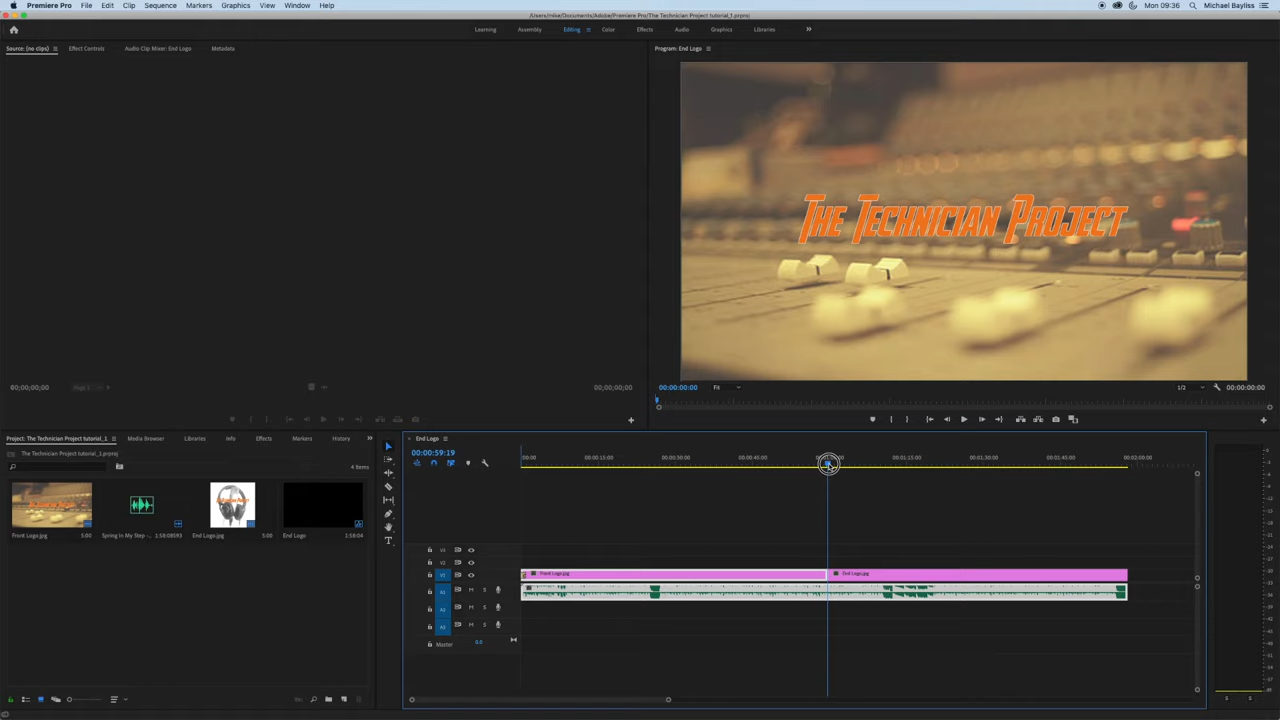 Premiere Pro File Edit Clip Sequence Markers Graphics View Window Help Mon 09:36 Michael Bayliss
/Users/mike/Documents/Adobe/Premiere Pro/The Technician Project tutorial_1.prproj
Learning Assembly Editing Color Effects Audio Graphics Libraries
Source: (no clips) Effect Controls Audio Clip Mixer: End Logo Metadata
Program: End Logo
THE TECHNICIAN PROJECT
00;00;00;00 Page 1 00;00;00;00
00:00:00:00 Fit 1/2 00:00:00:00
Project: The Technician Project tutorial_1 Media Browser Libraries Info Effects Markers History
The Technician Project tutorial_1.prproj
4 items
Front Logo.jpg 5:00
Spring In My Step - 1:58:08593
End Logo.jpg 5:00
End Logo 1:58:04
End Logo
00:00:59:19
:00:00 00:00:15:00 00:00:30:00 00:00:45:00 00:01:00:00 00:01:15:00 00:01:30:00 00:01:45:00 00:02:00:00
V3
V2
V1 Front Logo.jpg End Logo.jpg
A1 M S
A2 M S
A3 M S
Master 0.0
S S